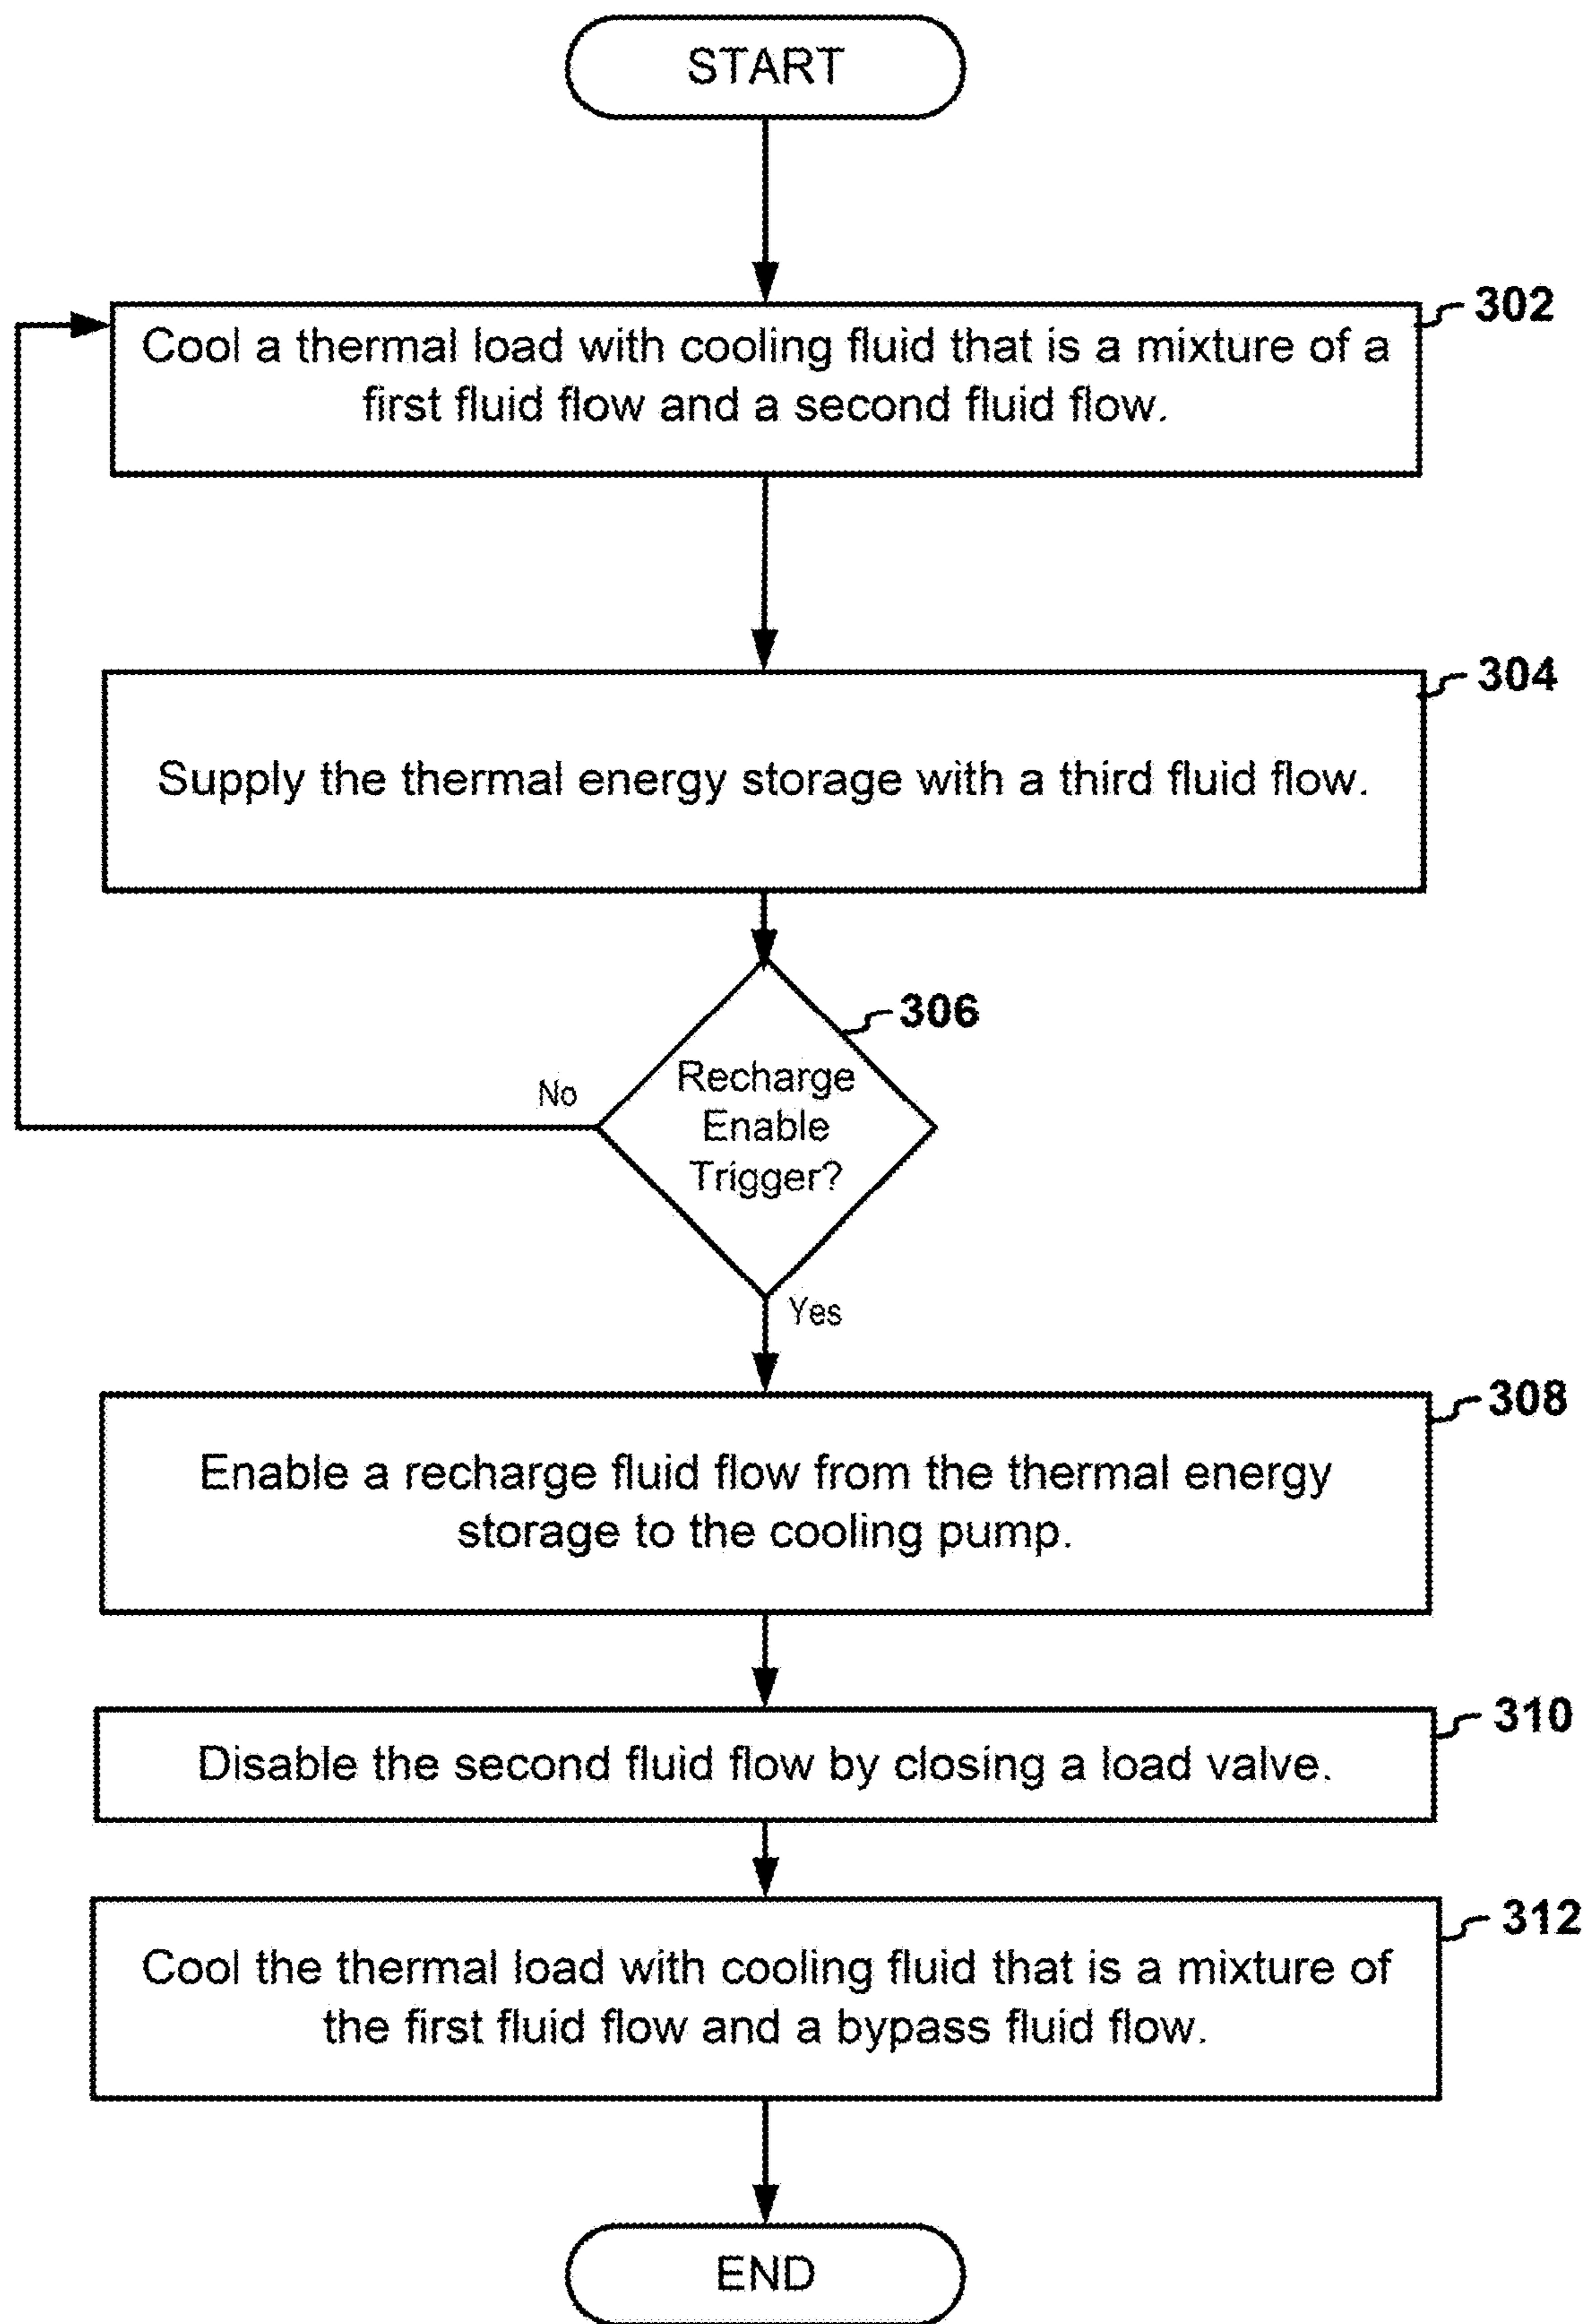 START
302
Cool a thermal load with cooling fluid that is a mixture of a
first fluid flow and a second fluid flow.
304
Supply the thermal energy storage with a third fluid flow.
306
Recharge
Enable
Trigger?
No
Yes
308
Enable a recharge fluid flow from the thermal energy
storage to the cooling pump.
310
Disable the second fluid flow by closing a load valve.
312
Cool the thermal load with cooling fluid that is a mixture of
the first fluid flow and a bypass fluid flow.
END